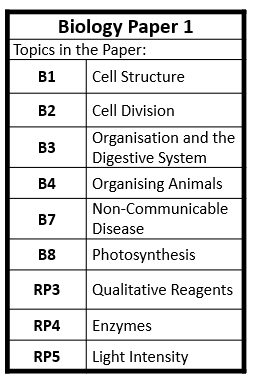 Biology Paper 1
Topics in the Paper:
B1 Cell Structure
B2 Cell Division
B3 Organisation and the
Digestive System
B4 Organising Animals
B7 Non-Communicable
Disease
B8 Photosynthesis
RP3 Qualitative Reagents
RP4 Enzymes
RP5 Light Intensity